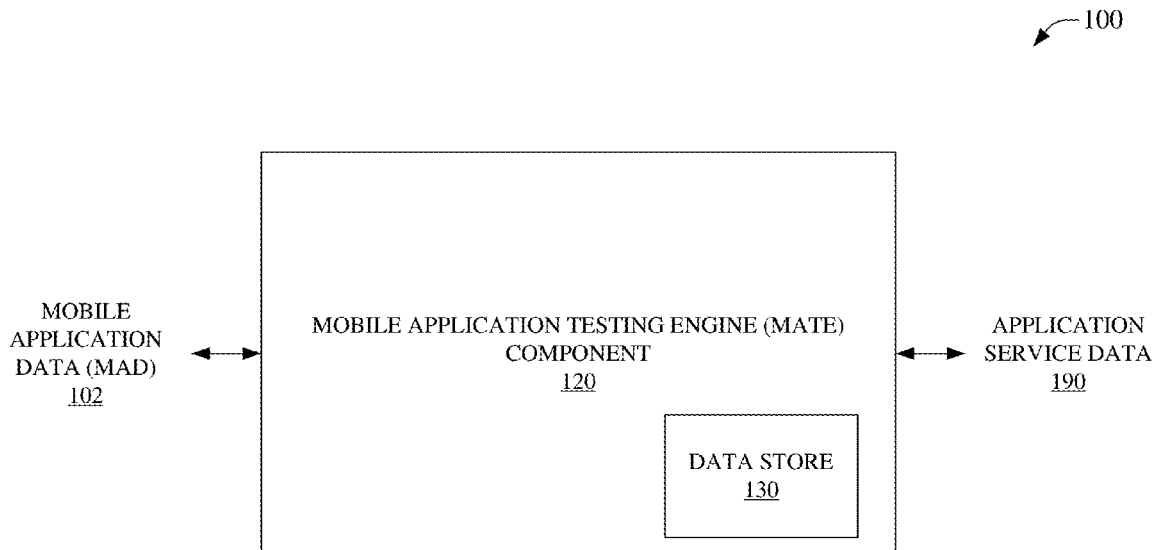 100
MOBILE
APPLICATION
DATA (MAD)
102
MOBILE APPLICATION TESTING ENGINE (MATE)
COMPONENT
120
APPLICATION
SERVICE DATA
190
DATA STORE
130